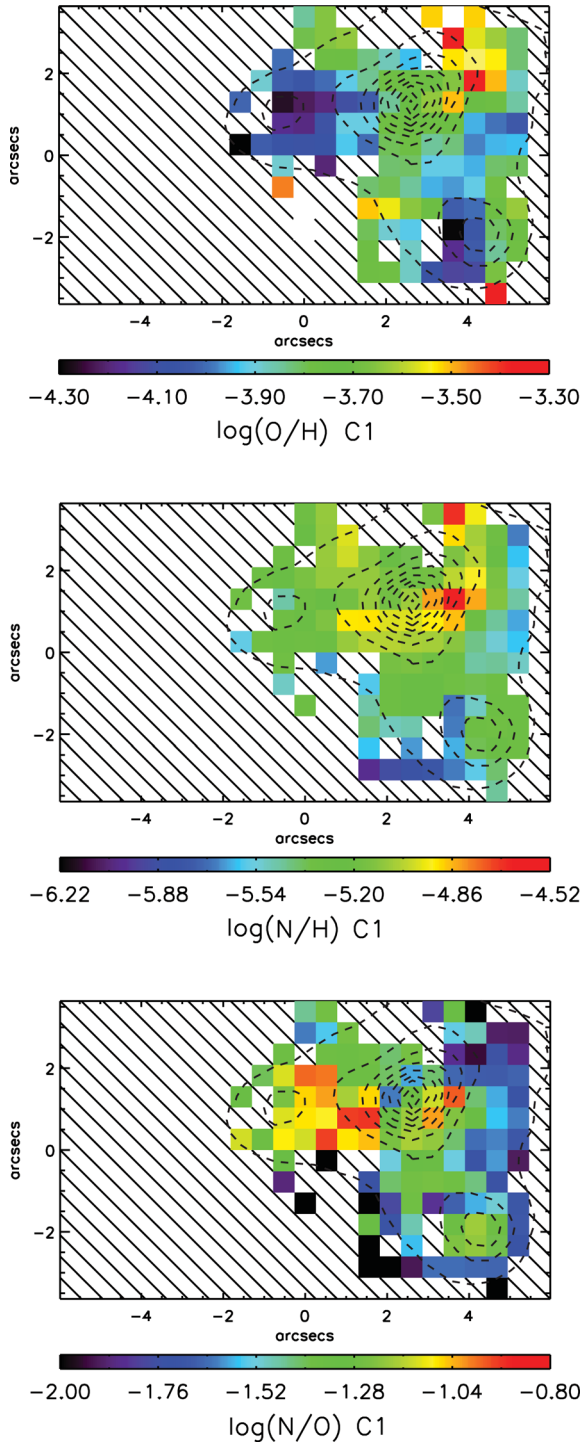 2
0
−2
arcsecs
−4 −2 0 2 4
arcsecs
−4.30 −4.10 −3.90 −3.70 −3.50 −3.30
log(O/H) C1
2
0
−2
arcsecs
−4 −2 0 2 4
arcsecs
−6.22 −5.88 −5.54 −5.20 −4.86 −4.52
log(N/H) C1
2
0
−2
arcsecs
−4 −2 0 2 4
arcsecs
−2.00 −1.76 −1.52 −1.28 −1.04 −0.80
log(N/O) C1